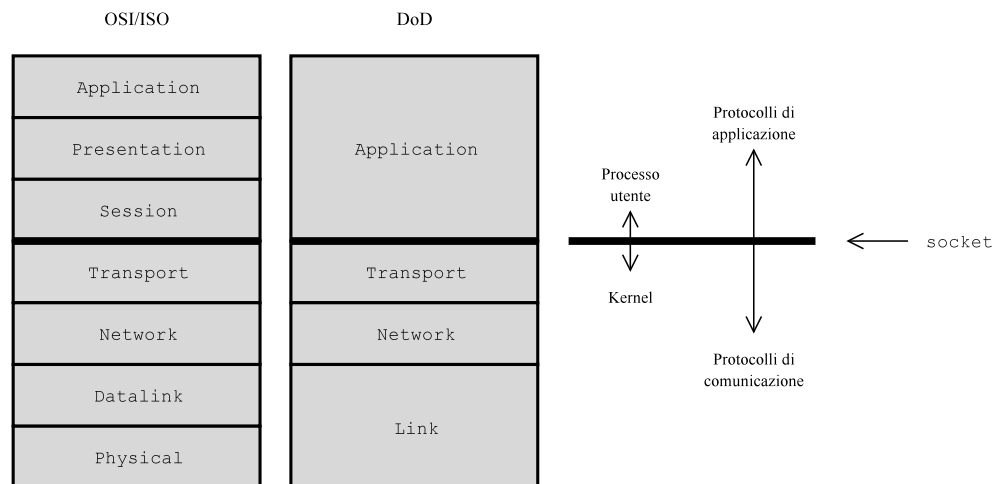 OSI/ISO
DoD
Application
Presentation
Session
Transport
Network
Datalink
Physical
Application
Transport
Network
Link
Processo
utente
Kernel
Protocolli di
applicazione
Protocolli di
comunicazione
socket